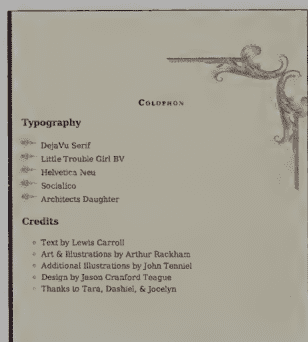 COLOPHON
Typography
DejaVu Serif
Little Trouble Girl BV
Helvetica Neu
Socialico
Architects Daughter
Credits
Text by Lewis Carroll
Art & Illustrations by Arthur Rackham
Additional Illustrations by John Tenniel
Design by Jason Cranford Teague
Thanks to Tara, Dashiel, & Jocelyn